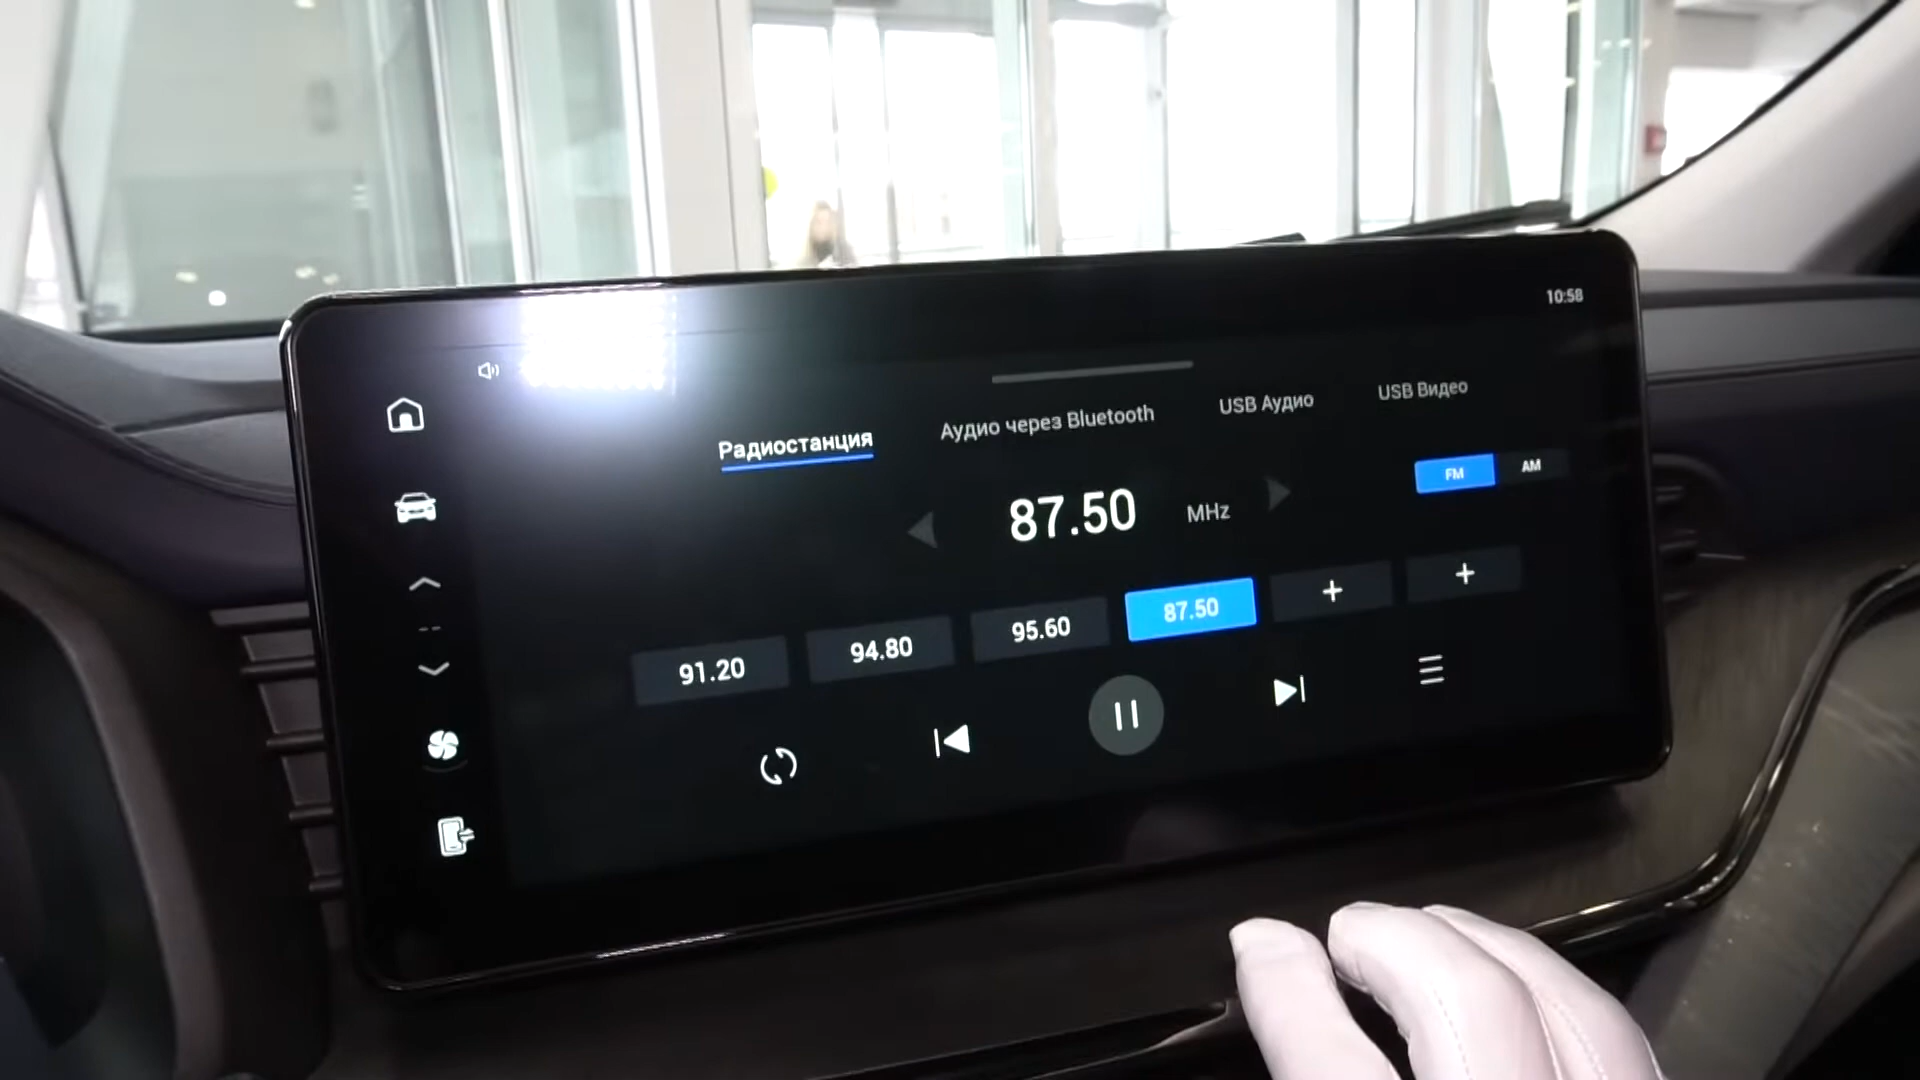 10:58
Радиостанция Аудио через Bluetooth USB Аудио USB Видео
87.50 MHz FM AM
91.20 94.80 95.60 87.50 + +
--